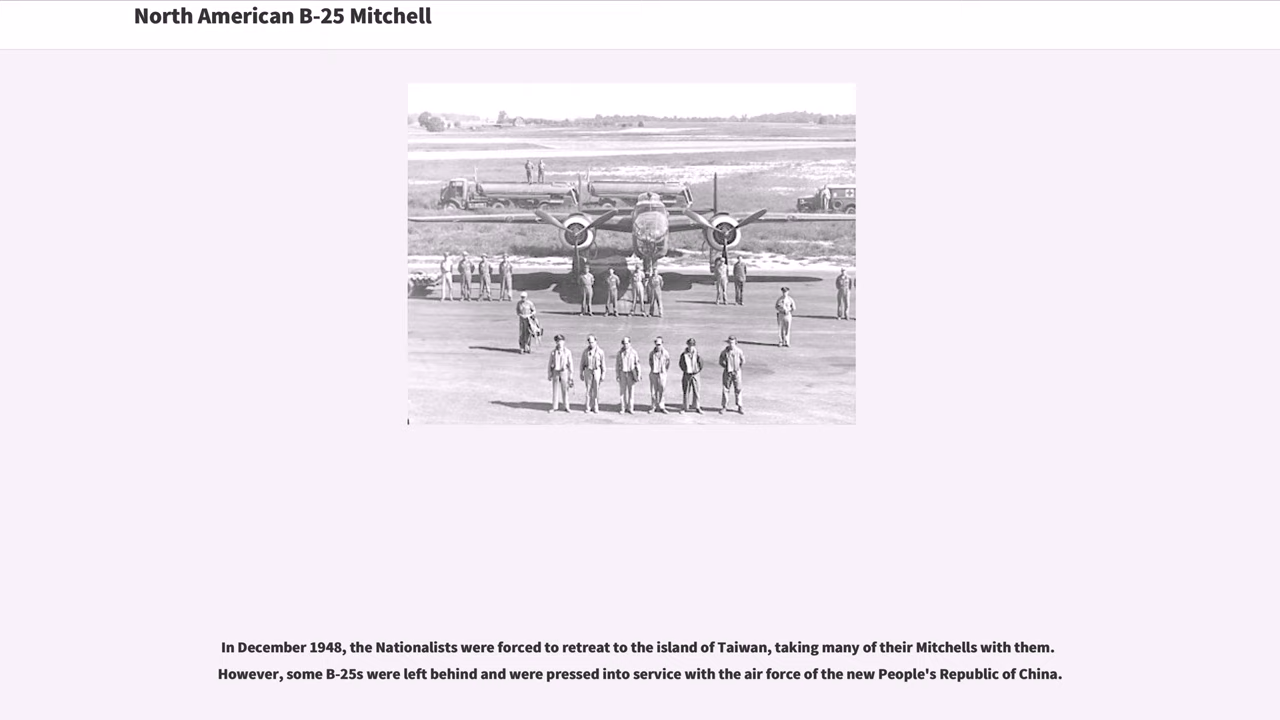 North American B-25 Mitchell
In December 1948, the Nationalists were forced to retreat to the island of Taiwan, taking many of their Mitchells with them.
However, some B-25s were left behind and were pressed into service with the air force of the new People's Republic of China.